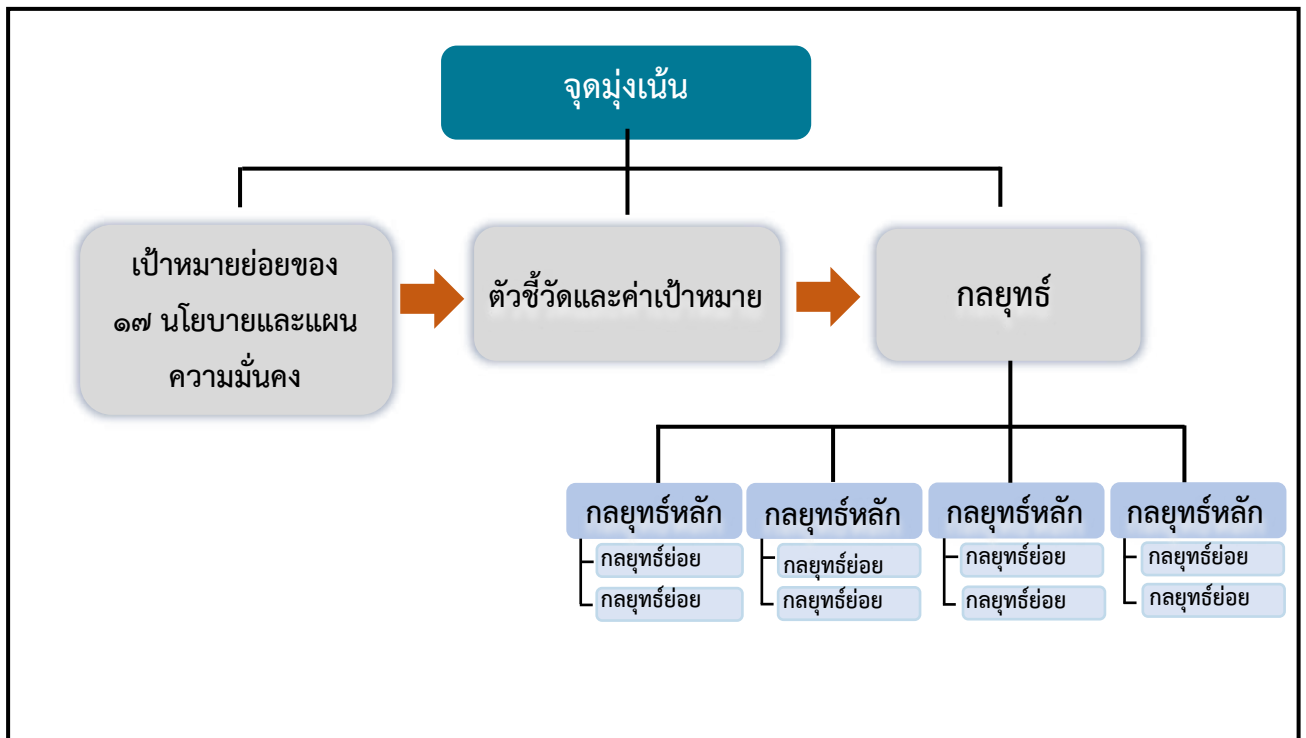 จุดมุ่งเน้น
เป้าหมายย่อยของ
๑๗ นโยบายและแผน
ความมั่นคง
ตัวชี้วัดและค่าเป้าหมาย
กลยุทธ์
กลยุทธ์หลัก
กลยุทธ์ย่อย
กลยุทธ์ย่อย
กลยุทธ์หลัก
กลยุทธ์ย่อย
กลยุทธ์ย่อย
กลยุทธ์หลัก
กลยุทธ์ย่อย
กลยุทธ์ย่อย
กลยุทธ์หลัก
กลยุทธ์ย่อย
กลยุทธ์ย่อย